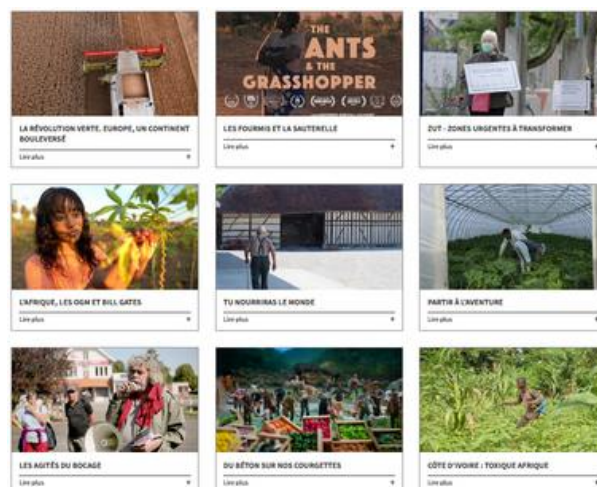 THE
ANTS
& THE
GRASSHOPPER
LA RÉVOLUTION VERTE. EUROPE, UN CONTINENT
BOULEVERSÉ
Lire plus +
LES FOURMIS ET LA SAUTERELLE
Lire plus +
ZUT - ZONES URGENTES À TRANSFORMER
Lire plus +
L'AFRIQUE, LES OGM ET BILL GATES
Lire plus +
TU NOURRIRAS LE MONDE
Lire plus +
PARTIR À L'AVENTURE
Lire plus +
LES AGITÉS DU BOCAGE
Lire plus +
DU BÉTON SUR NOS COURGETTES
Lire plus +
CÔTE D'IVOIRE : TOXIQUE AFRIQUE
Lire plus +